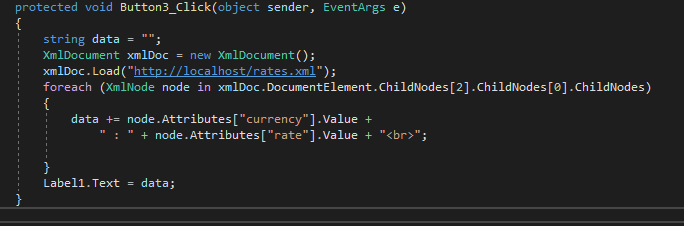 protected void Button3_Click(object sender, EventArgs e)
{
string data = "";
XmlDocument xmlDoc = new XmlDocument();
xmlDoc.Load("http://localhost/rates.xml");
foreach (XmlNode node in xmlDoc.DocumentElement.ChildNodes[2].ChildNodes[0].ChildNodes)
{
data += node.Attributes["currency"].Value +
" : " + node.Attributes["rate"].Value + "<br>";
}
Label1.Text = data;
}